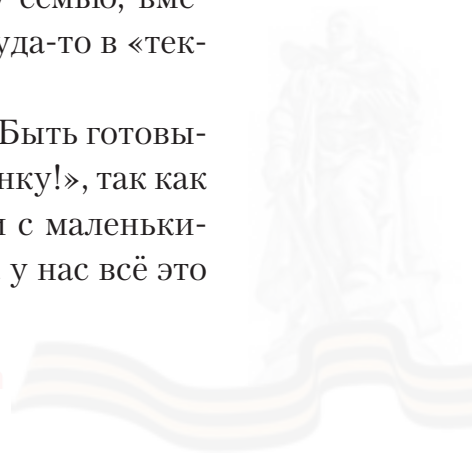 семью, вме-
уда-то в «тек-
Быть готовы-
нку!», так как
с маленьки-
у нас всё это